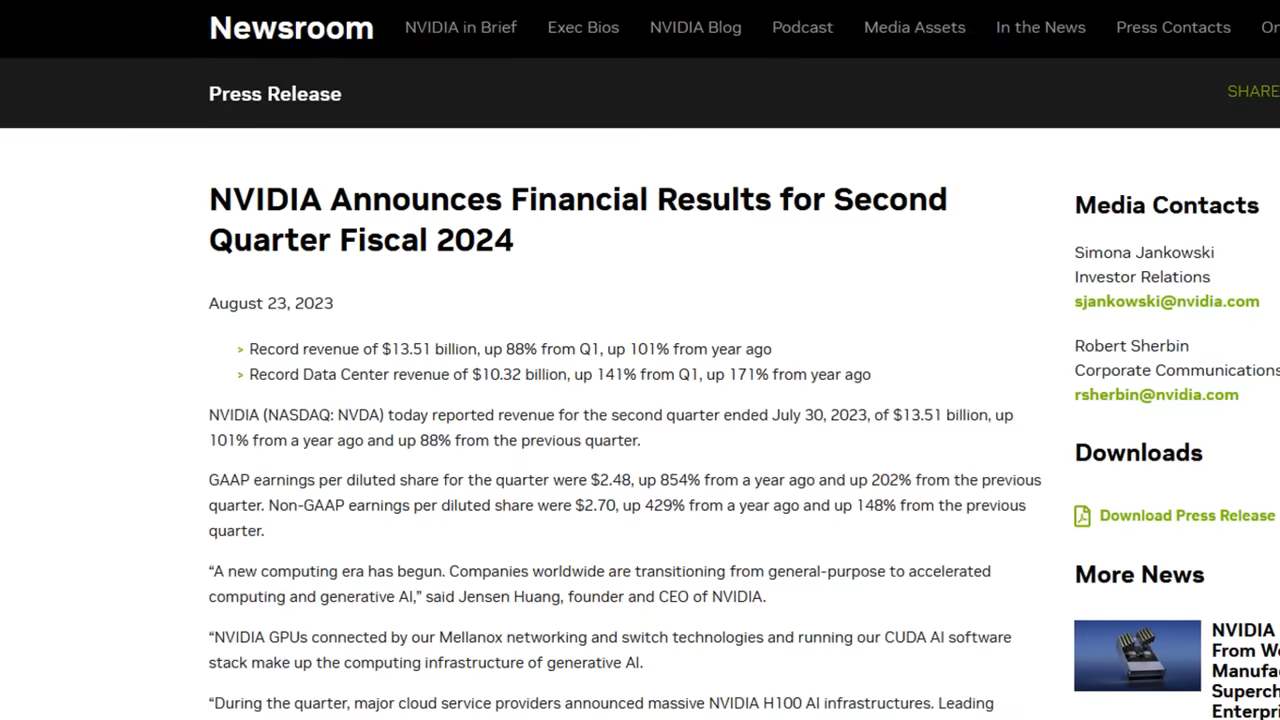 Newsroom NVIDIA in Brief Exec Bios NVIDIA Blog Podcast Media Assets In the News Press Contacts
Press Release SHARE
NVIDIA Announces Financial Results for Second
Quarter Fiscal 2024
August 23, 2023
> Record revenue of $13.51 billion, up 88% from Q1, up 101% from year ago
> Record Data Center revenue of $10.32 billion, up 141% from Q1, up 171% from year ago
NVIDIA (NASDAQ: NVDA) today reported revenue for the second quarter ended July 30, 2023, of $13.51 billion, up
101% from a year ago and up 88% from the previous quarter.
GAAP earnings per diluted share for the quarter were $2.48, up 854% from a year ago and up 202% from the previous
quarter. Non-GAAP earnings per diluted share were $2.70, up 429% from a year ago and up 148% from the previous
quarter.
“A new computing era has begun. Companies worldwide are transitioning from general-purpose to accelerated
computing and generative AI,” said Jensen Huang, founder and CEO of NVIDIA.
“NVIDIA GPUs connected by our Mellanox networking and switch technologies and running our CUDA AI software
stack make up the computing infrastructure of generative AI.
“During the quarter, major cloud service providers announced massive NVIDIA H100 AI infrastructures. Leading
Media Contacts
Simona Jankowski
Investor Relations
sjankowski@nvidia.com
Robert Sherbin
Corporate Communications
rsherbin@nvidia.com
Downloads
Download Press Release
More News
NVIDIA
From